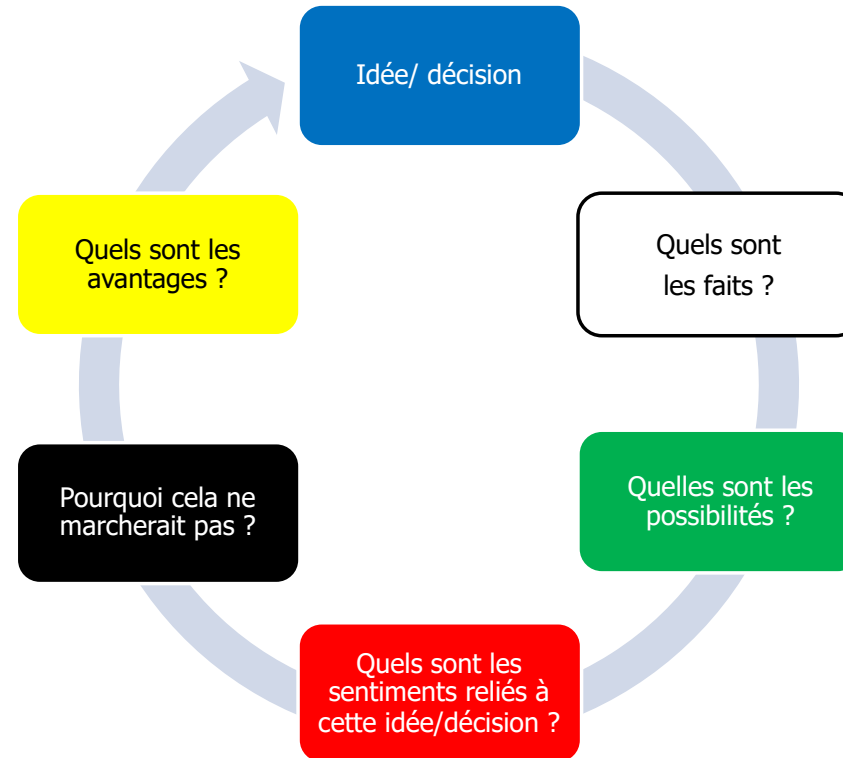 Idée/ décision
Quels sont
les faits ?
Quelles sont les
possibilités ?
Quels sont les
sentiments reliés à
cette idée/décision ?
Pourquoi cela ne
marcherait pas ?
Quels sont les
avantages ?